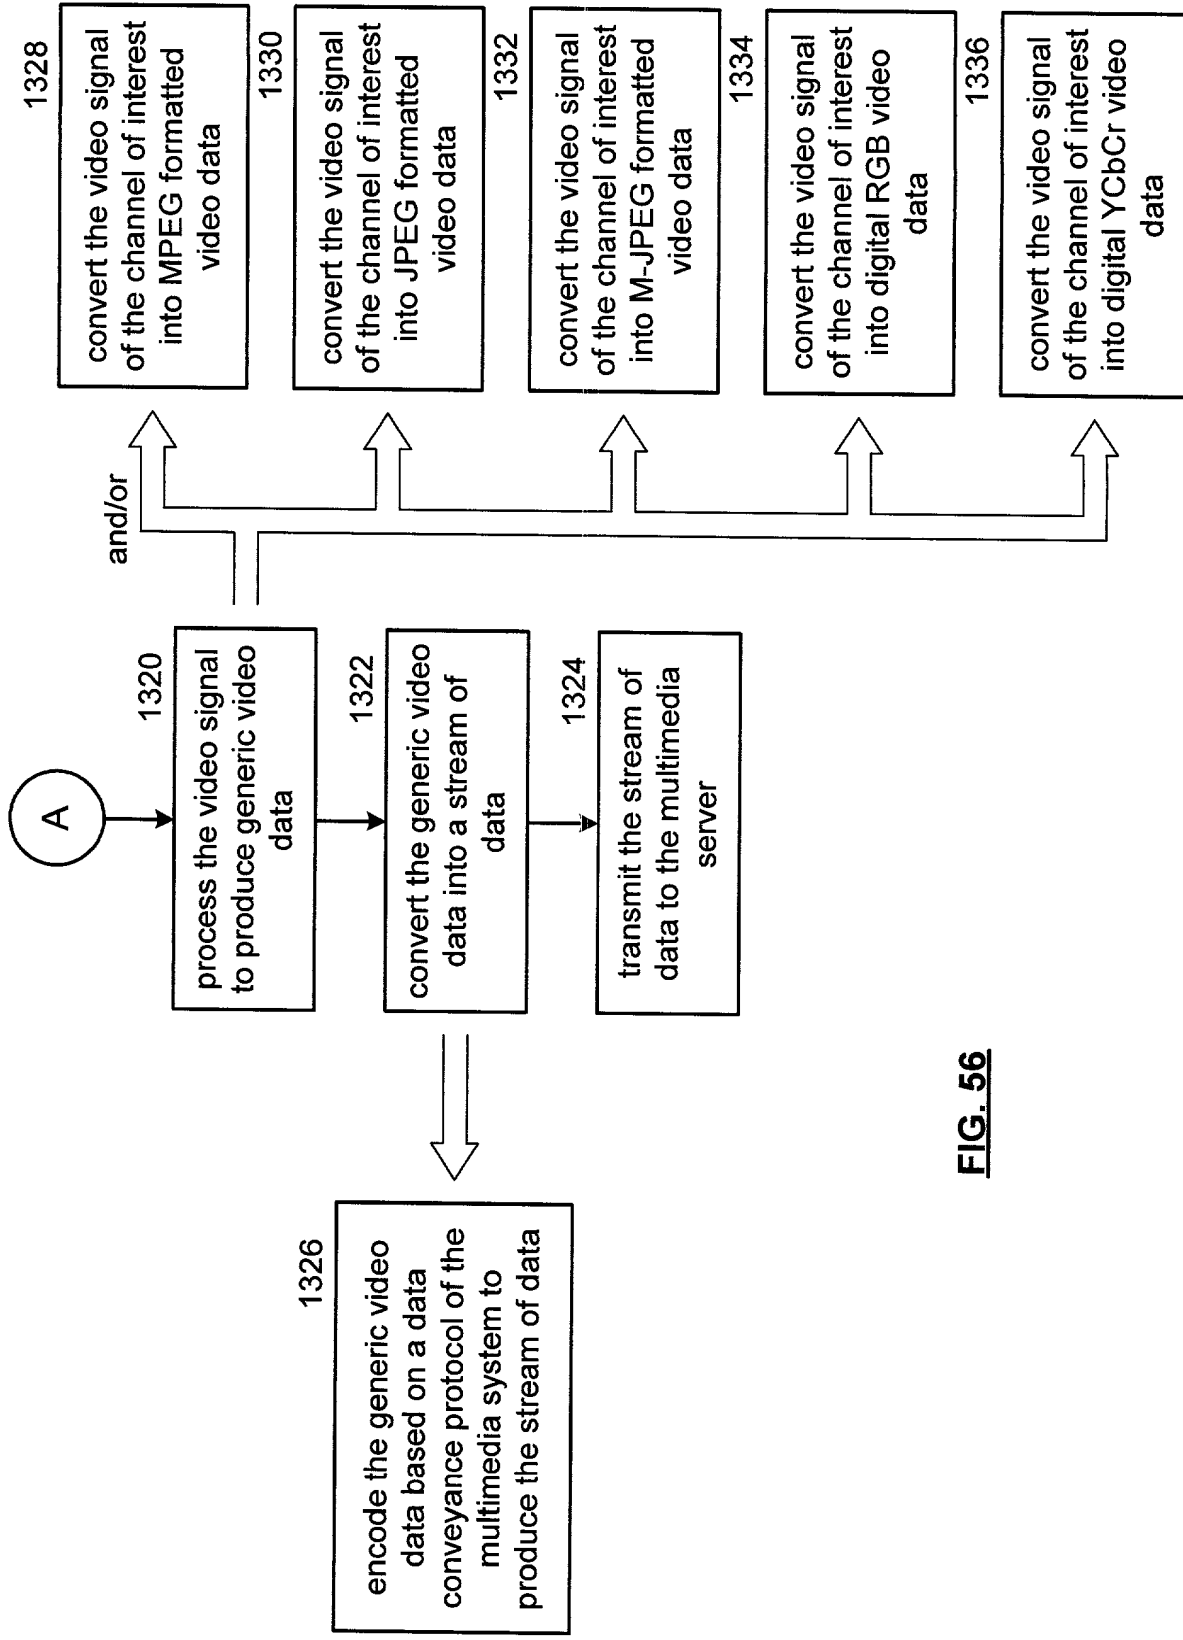 A
1320
process the video signal
to produce generic video
data
1322
convert the generic video
data into a stream of
data
1324
transmit the stream of
data to the multimedia
server
1326
encode the generic video
data based on a data
conveyance protocol of the
multimedia system to
produce the stream of data
and/or
1328
convert the video signal
of the channel of interest
into MPEG formatted
video data
1330
convert the video signal
of the channel of interest
into JPEG formatted
video data
1332
convert the video signal
of the channel of interest
into M-JPEG formatted
video data
1334
convert the video signal
of the channel of interest
into digital RGB video
data
1336
convert the video signal
of the channel of interest
into digital YCbCr video
data
FIG. 56